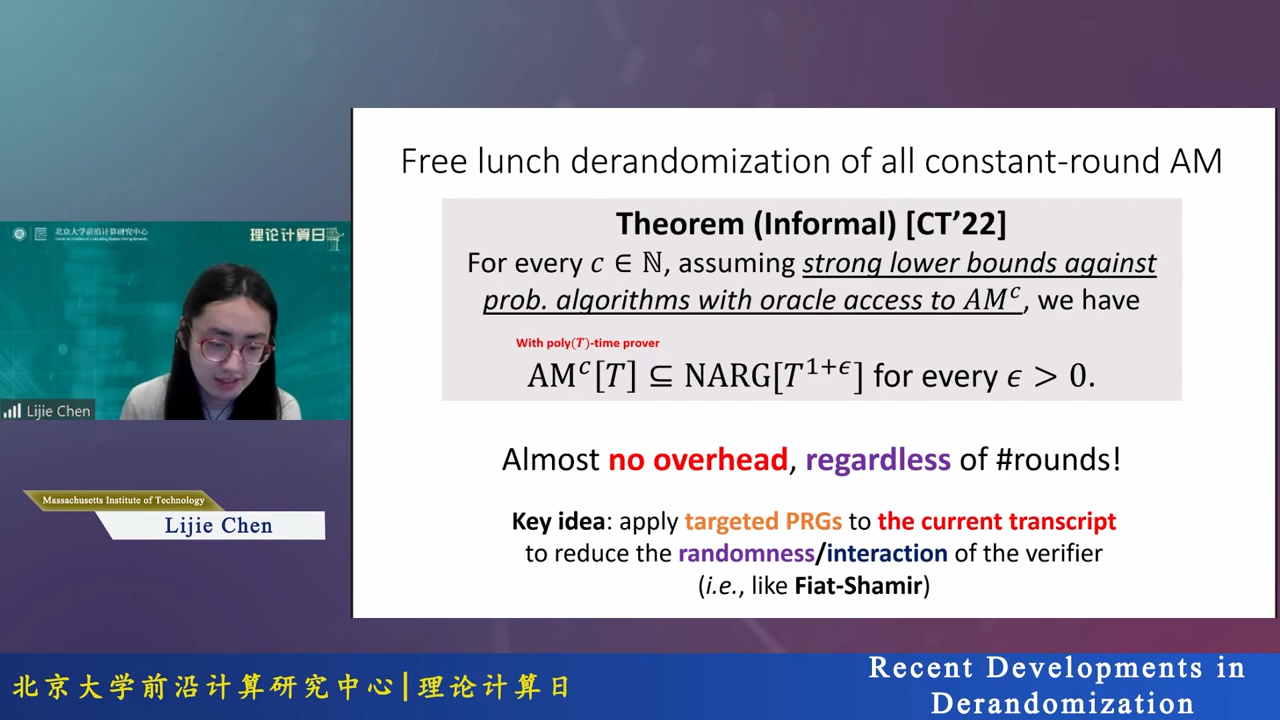 Free lunch derandomization of all constant-round AM
Theorem (Informal) [CT’22]
For every c ∈ ℕ, assuming strong lower bounds against
prob. algorithms with oracle access to AMᶜ, we have
With poly(T)-time prover
AMᶜ[T] ⊆ NARG[T¹⁺ᵋ] for every ϵ > 0.
Almost no overhead, regardless of #rounds!
Key idea: apply targeted PRGs to the current transcript
to reduce the randomness/interaction of the verifier
(i.e., like Fiat-Shamir)
北京大学前沿计算研究中心
理论计算日
Lijie Chen
Massachusetts Institute of Technology
Lijie Chen
北京大学前沿计算研究中心|理论计算日
Recent Developments in
Derandomization